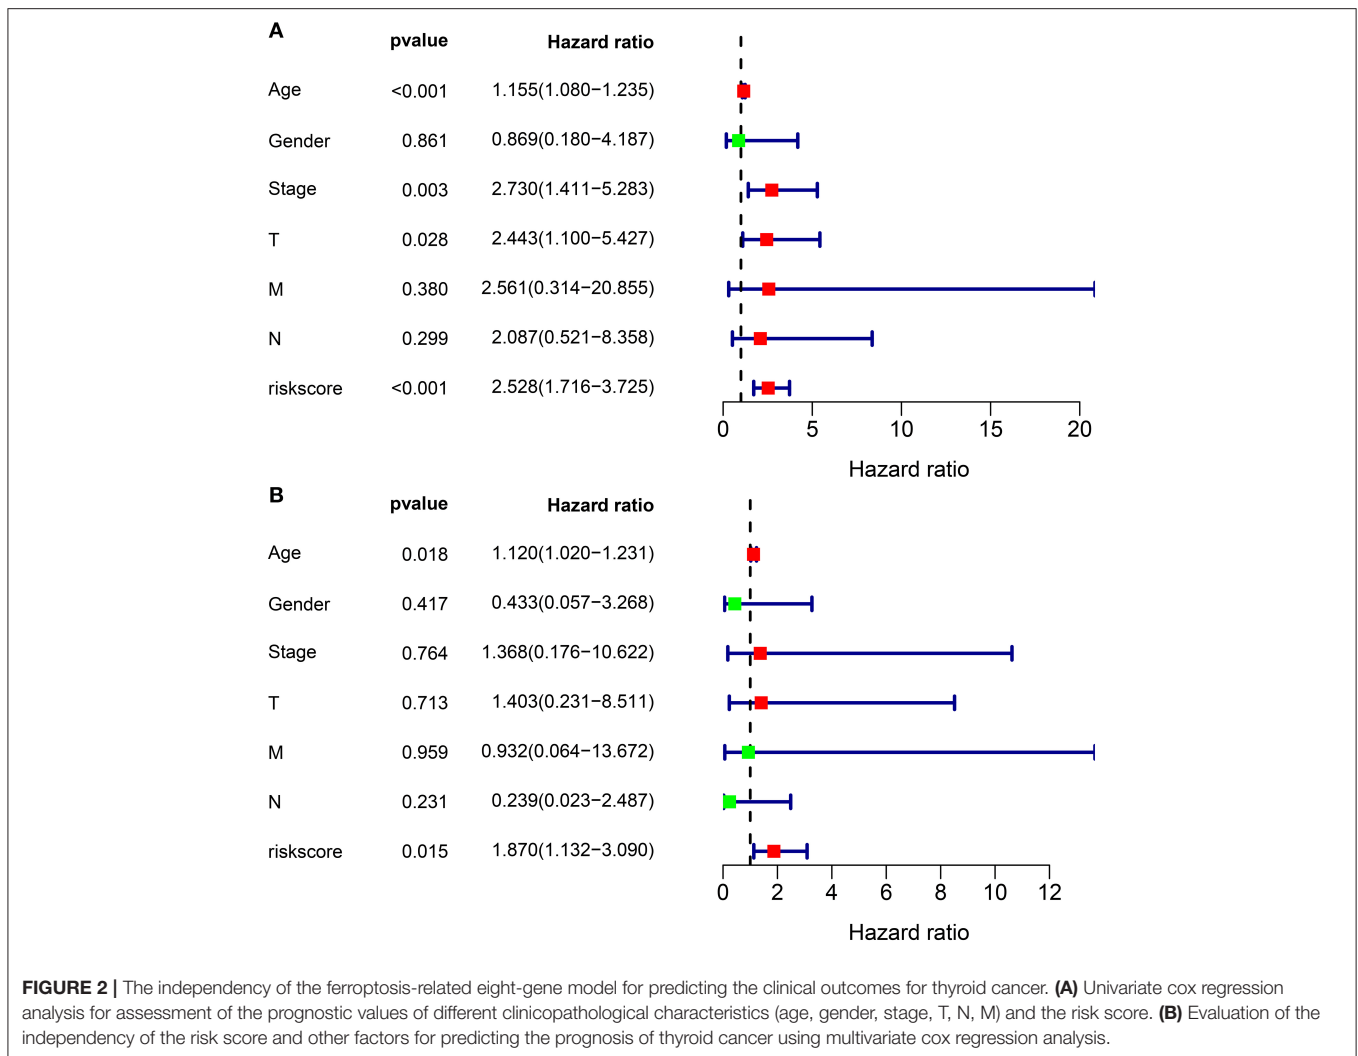 A
pvalue Hazard ratio
Age <0.001 1.155(1.080−1.235)
Gender 0.861 0.869(0.180−4.187)
Stage 0.003 2.730(1.411−5.283)
T 0.028 2.443(1.100−5.427)
M 0.380 2.561(0.314−20.855)
N 0.299 2.087(0.521−8.358)
riskscore <0.001 2.528(1.716−3.725)
0 5 10 15 20
Hazard ratio
B
pvalue Hazard ratio
Age 0.018 1.120(1.020−1.231)
Gender 0.417 0.433(0.057−3.268)
Stage 0.764 1.368(0.176−10.622)
T 0.713 1.403(0.231−8.511)
M 0.959 0.932(0.064−13.672)
N 0.231 0.239(0.023−2.487)
riskscore 0.015 1.870(1.132−3.090)
0 2 4 6 8 10 12
Hazard ratio
FIGURE 2 | The independency of the ferroptosis-related eight-gene model for predicting the clinical outcomes for thyroid cancer. (A) Univariate cox regression
analysis for assessment of the prognostic values of different clinicopathological characteristics (age, gender, stage, T, N, M) and the risk score. (B) Evaluation of the
independency of the risk score and other factors for predicting the prognosis of thyroid cancer using multivariate cox regression analysis.